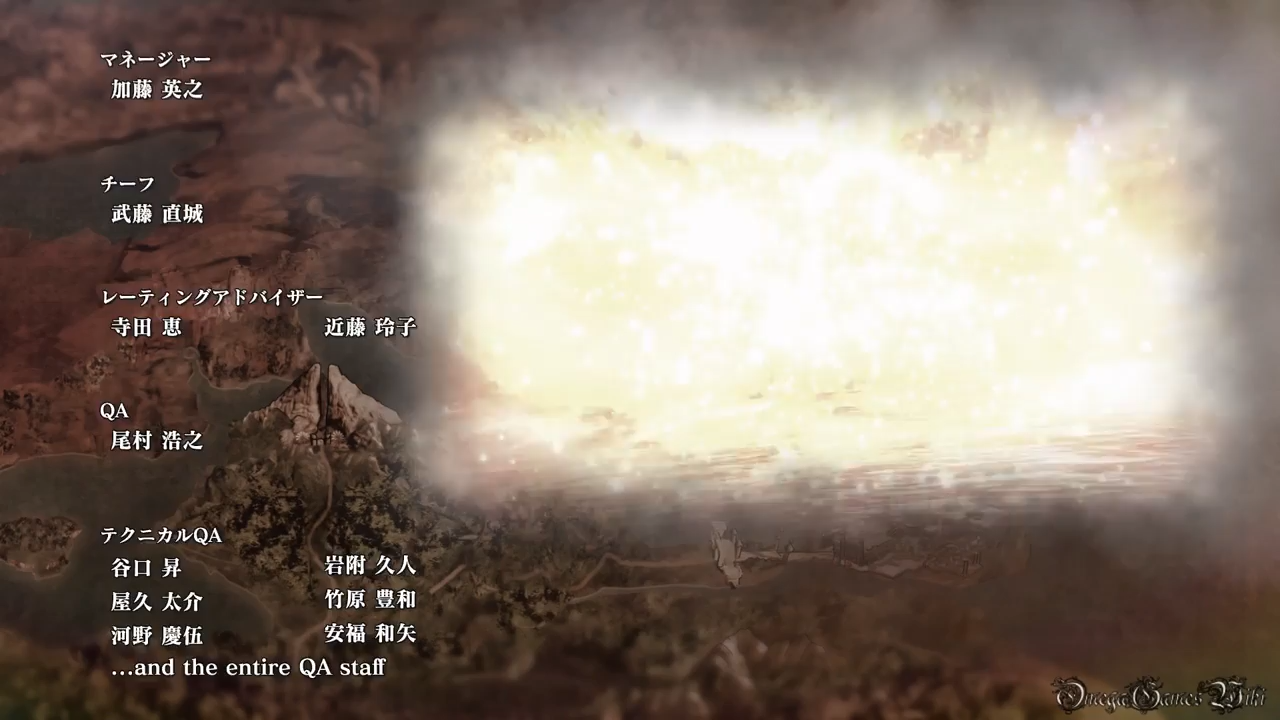 マネージャー
加藤 英之
チーフ
武藤 直城
レーティングアドバイザー
寺田 恵 近藤 玲子
QA
尾村 浩之
テクニカルQA
谷口 昇 岩附 久人
屋久 太介 竹原 豊和
河野 慶伍 安福 和矢
...and the entire QA staff
Omega Games Wiki